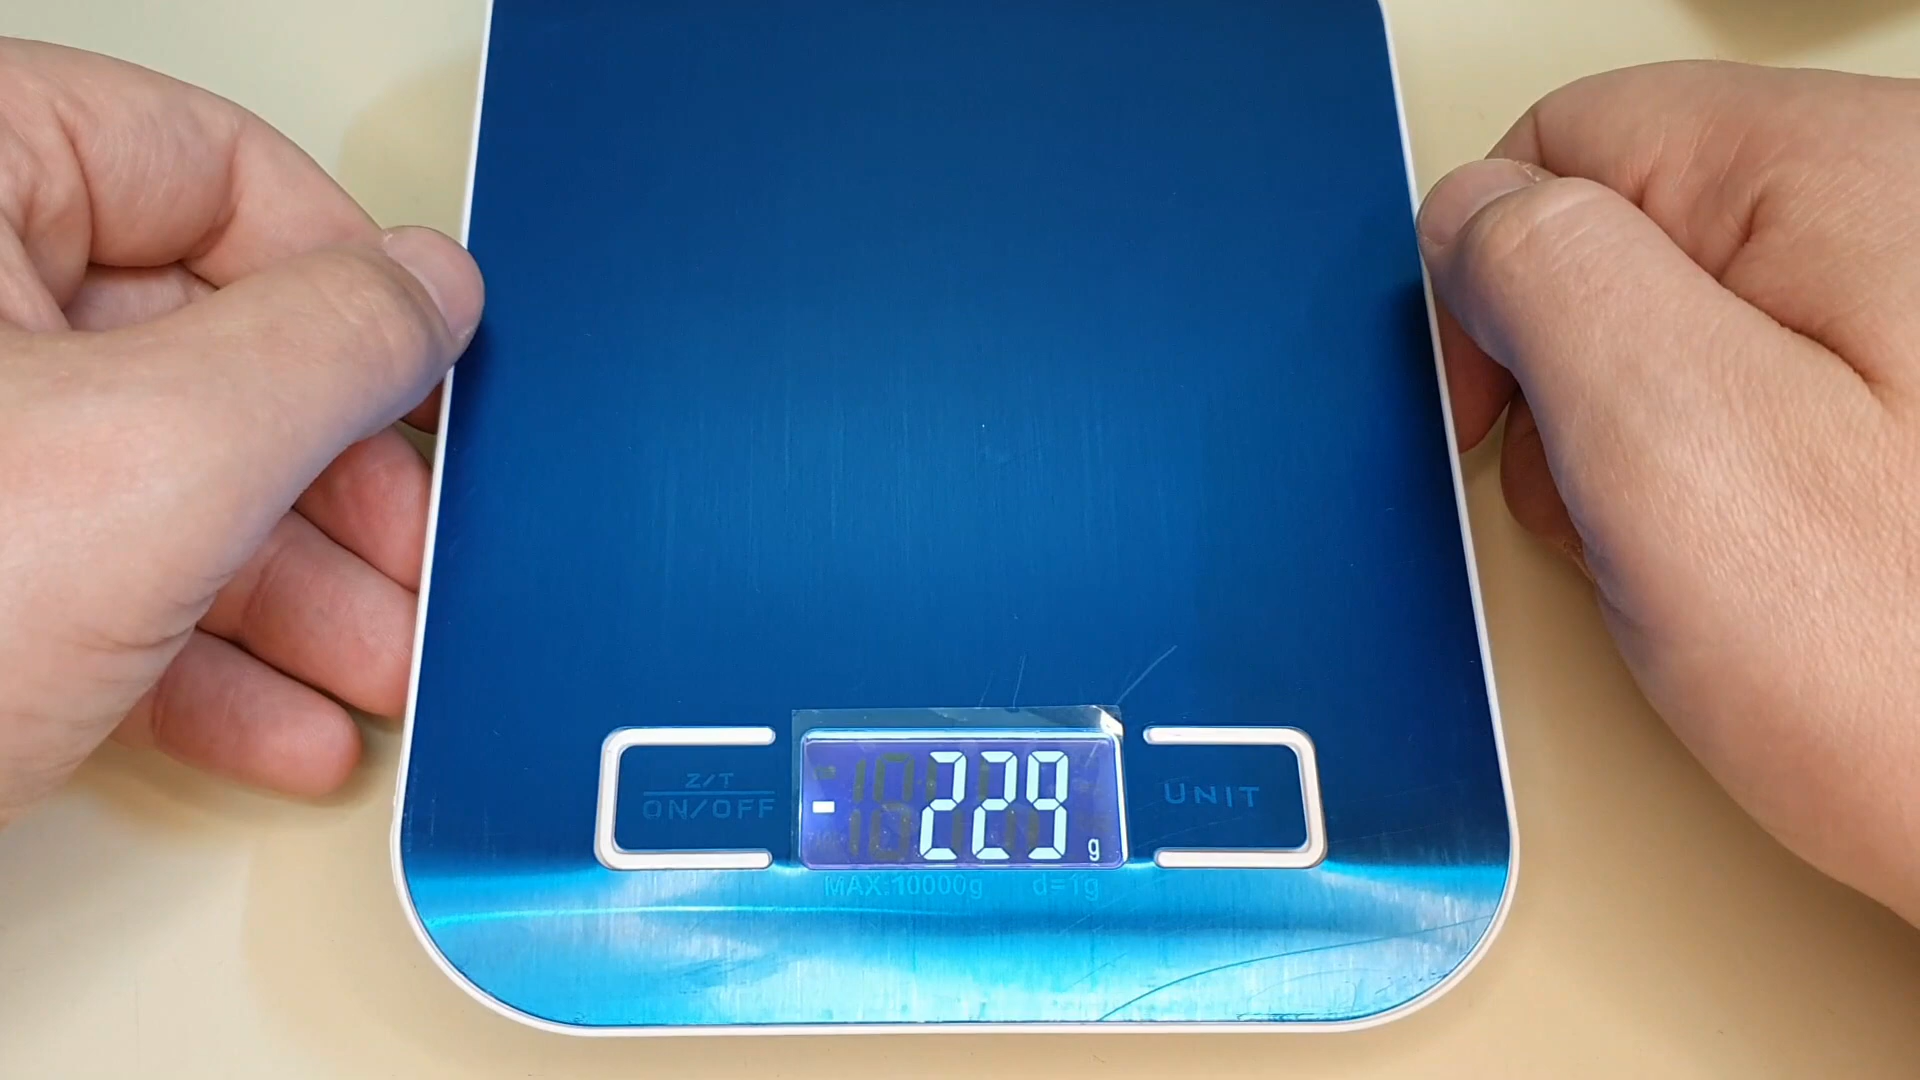 Z/T
ON/OFF
- 229 g
UNIT
MAX:10000g d=1g